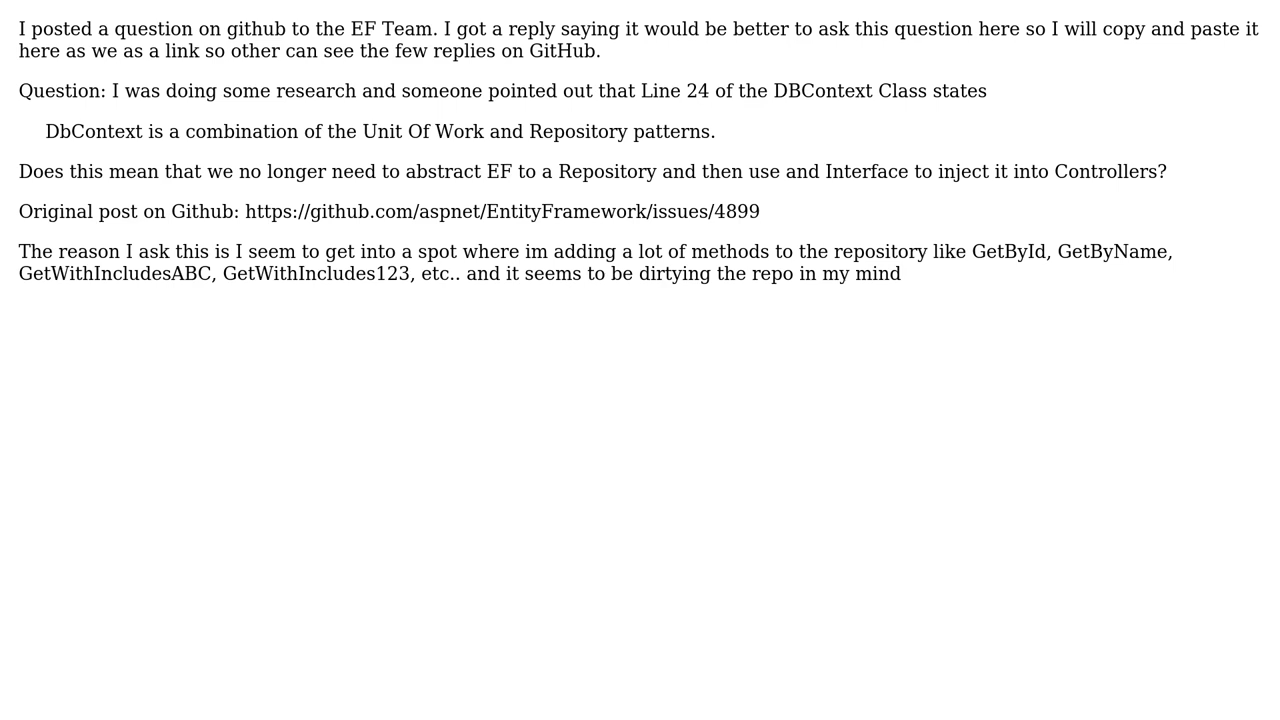 I posted a question on github to the EF Team. I got a reply saying it would be better to ask this question here so I will copy and paste it
here as we as a link so other can see the few replies on GitHub.
Question: I was doing some research and someone pointed out that Line 24 of the DBContext Class states
DbContext is a combination of the Unit Of Work and Repository patterns.
Does this mean that we no longer need to abstract EF to a Repository and then use and Interface to inject it into Controllers?
Original post on Github: https://github.com/aspnet/EntityFramework/issues/4899
The reason I ask this is I seem to get into a spot where im adding a lot of methods to the repository like GetById, GetByName,
GetWithIncludesABC, GetWithIncludes123, etc.. and it seems to be dirtying the repo in my mind